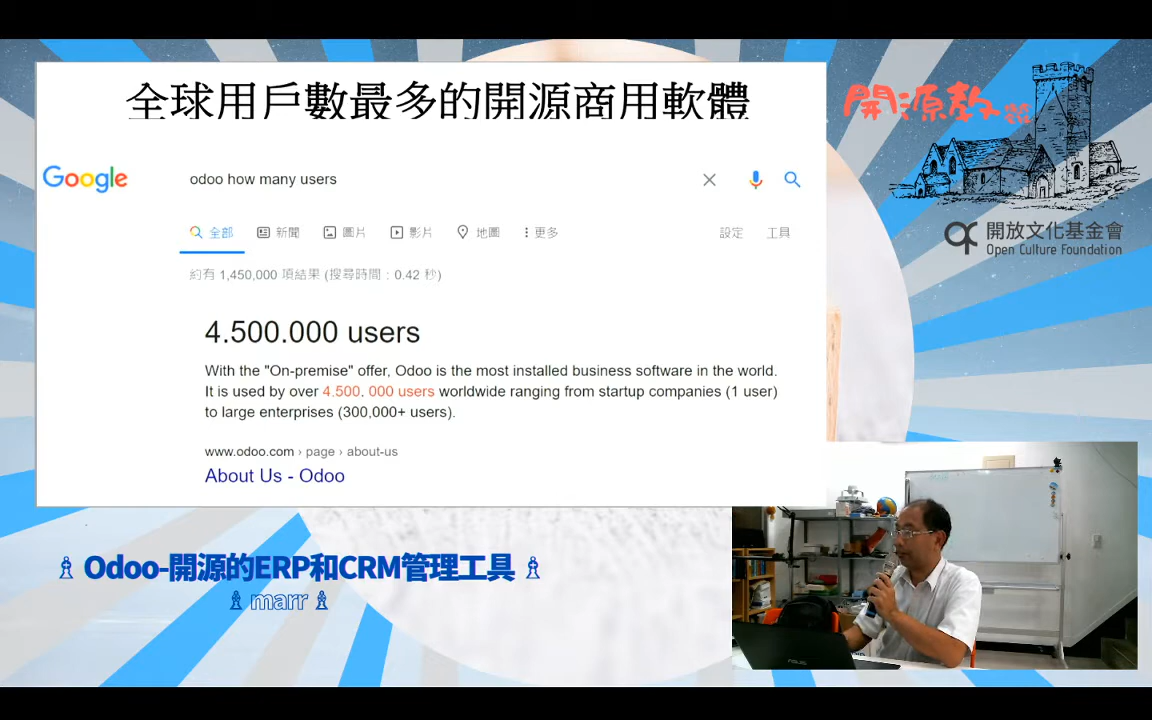 全球用戶數最多的開源商用軟體
Google
odoo how many users
全部 新聞 圖片 影片 地圖 更多 設定 工具
約有 1,450,000 項結果 (搜尋時間：0.42 秒)
4.500.000 users
With the "On-premise" offer, Odoo is the most installed business software in the world.
It is used by over 4.500. 000 users worldwide ranging from startup companies (1 user)
to large enterprises (300,000+ users).
www.odoo.com › page › about-us
About Us - Odoo
開源教
開放文化基金會
Open Culture Foundation
Odoo-開源的ERP和CRM管理工具
marr
ASUS